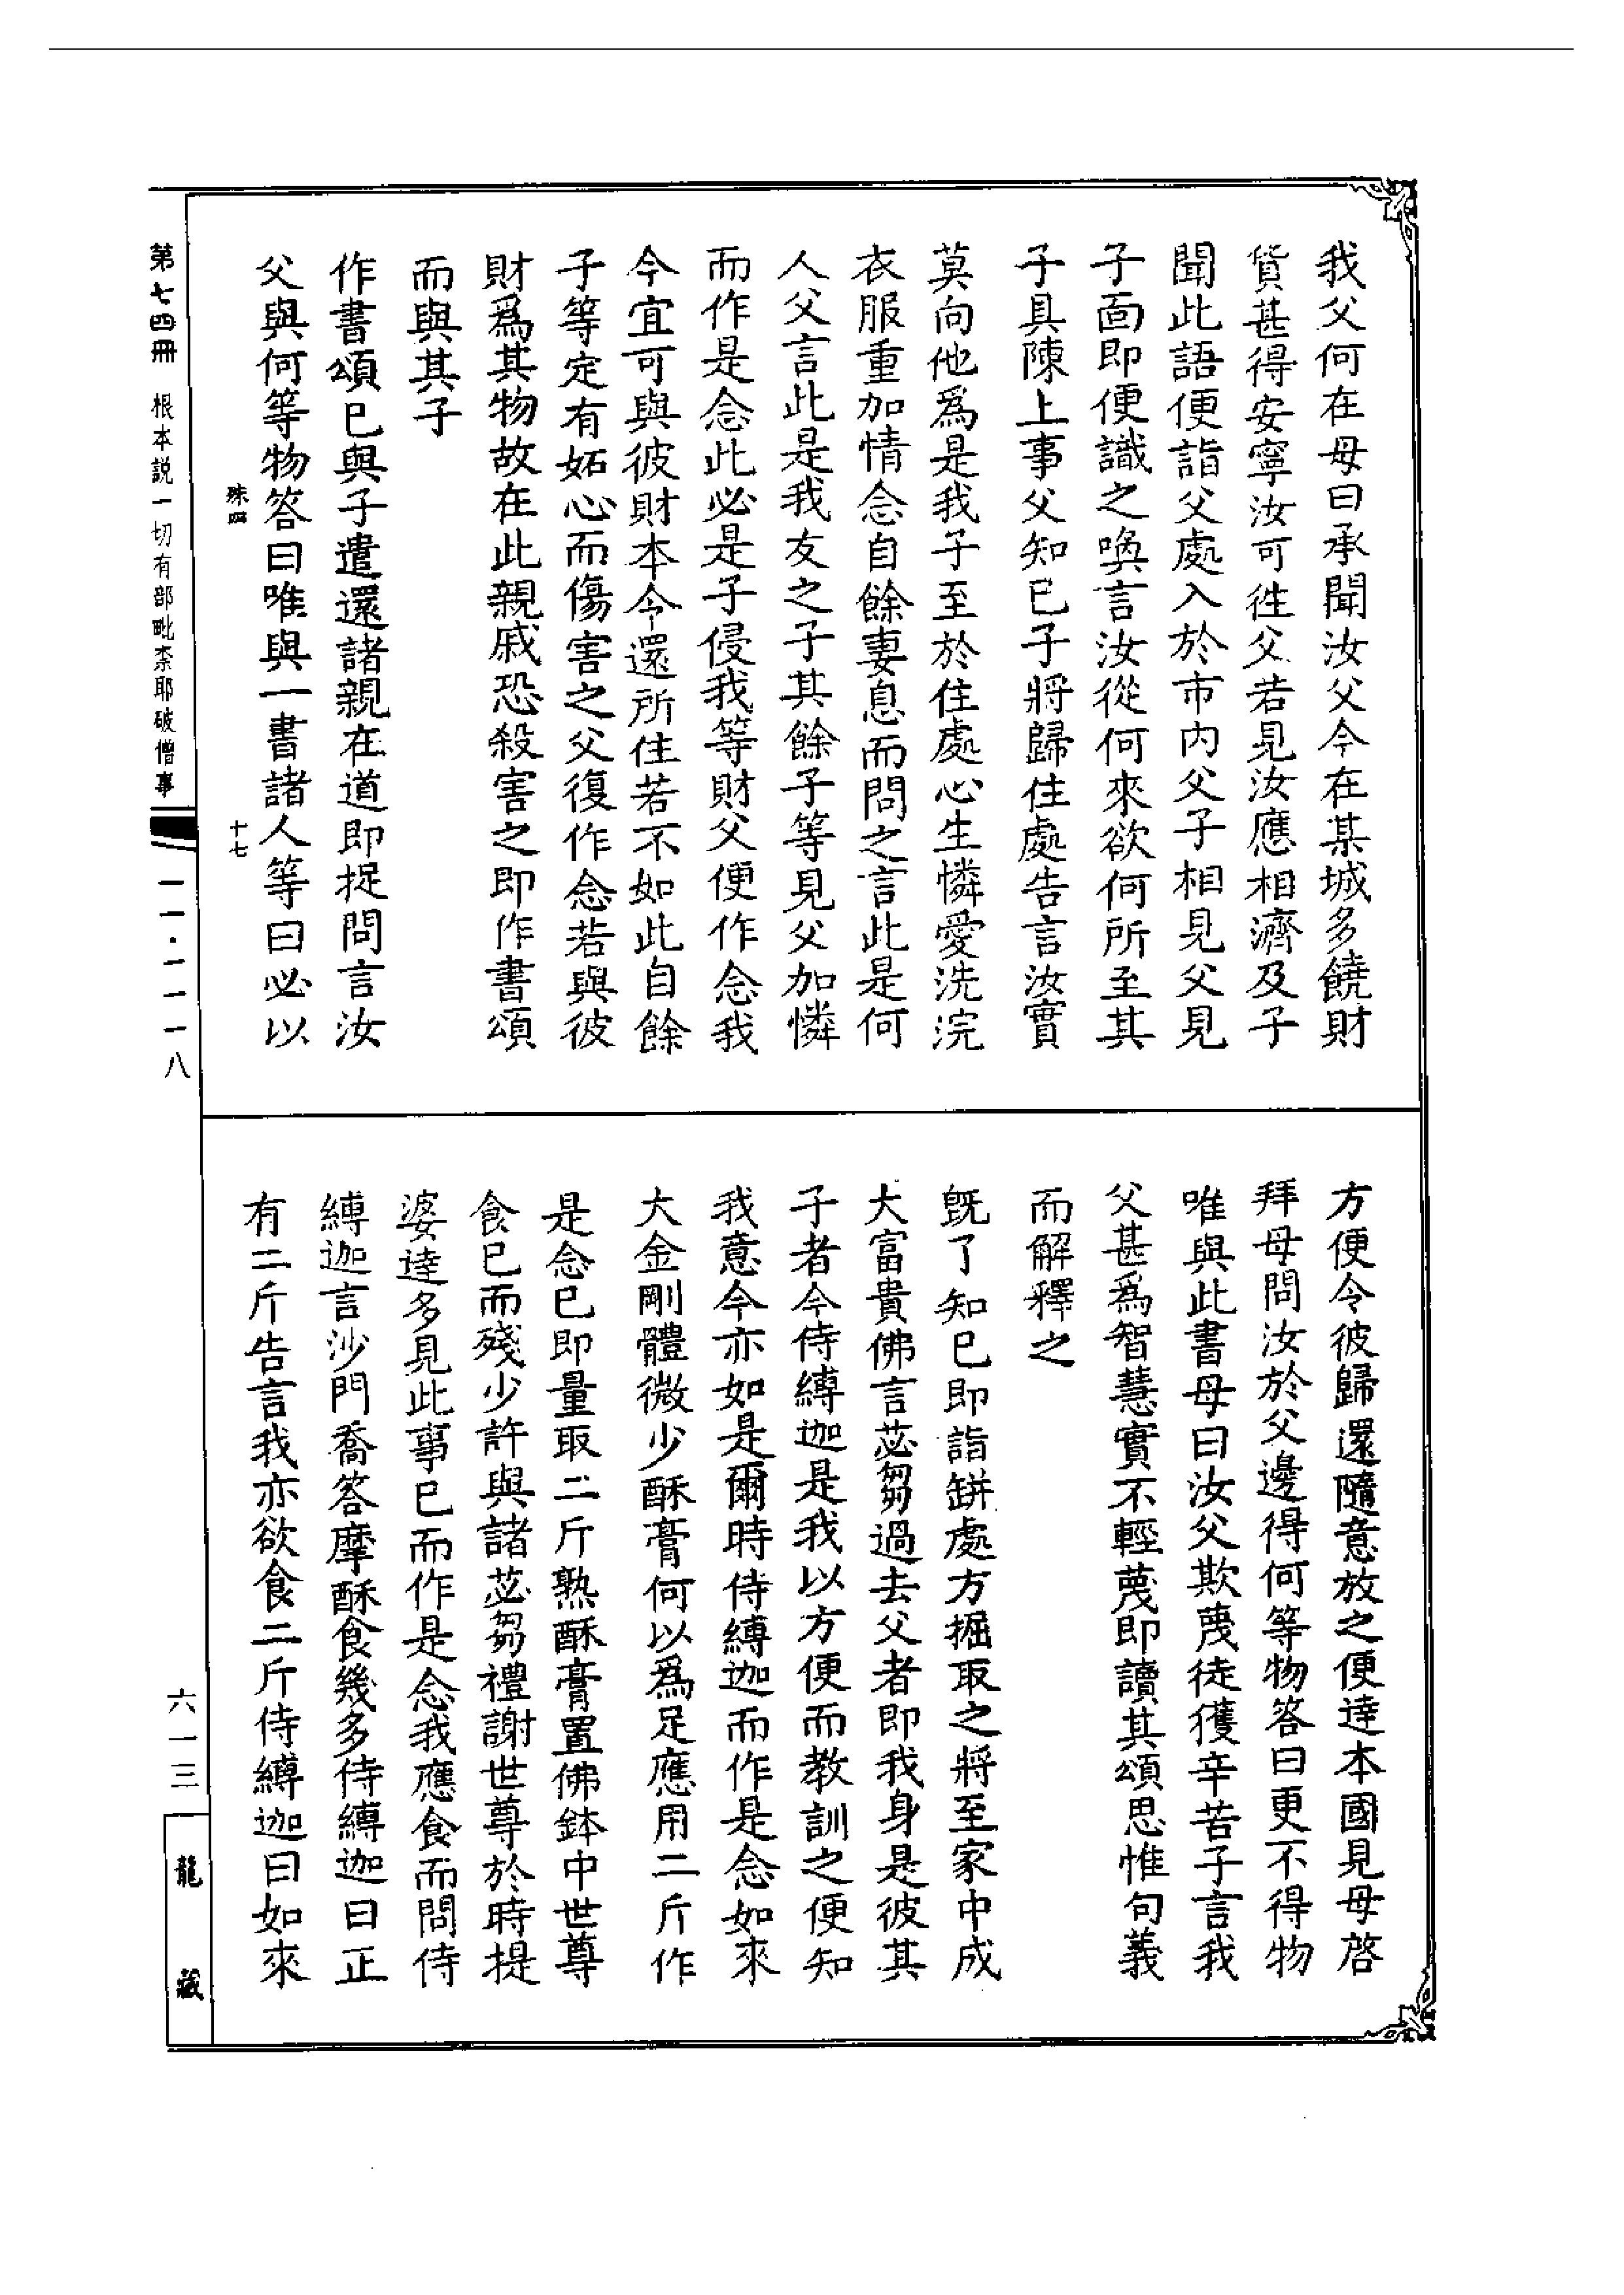 我父何在母曰承聞汝父今在某城多饒財
貨甚得安寧汝可徃父若見汝應相濟及子
聞此語便詣父處入於市內父子相見父見
子面即便識之喚言汝從何來欲何所至其
子具陳上事父知已子將歸住處告言汝實
莫向他爲是我子至於住處心生憐愛洗浣
衣服重加情念自餘妻息而問之言此是何
人父言此是我友之子其餘子等見父加憐
而作是念此必是子侵我等財父便作念我
今宜可與彼財本令還所住若不如此自餘
子等定有妬心而傷害之父復作念若與彼
財爲其物故在此親戚恐殺害之即作書頌
而與其子
作書頌已與子遣還諸親在道即捉問言汝
父與何等物答曰唯與一書諸人等曰必以
方便令彼歸還隨意放之便達本國見母啓
拜母問汝於父邊得何等物答曰更不得物
唯與此書母曰汝父欺蔑徒獲辛苦子言我
父甚爲智慧實不輕蔑即讀其頌思惟句義
而解釋之
既了知已即詣缾處方掘取之將至家中成
大富貴佛言苾芻過去父者即我身是彼其
子者今侍縛迦是我以方便而教訓之便知
我意今亦如是爾時侍縛迦而作是念如來
大金剛體微少酥膏何以爲足應用二斤作
是念已即量取二斤熟酥膏置佛鉢中世尊
食已而殘少許與諸苾芻禮謝世尊於時提
婆達多見此事已而作是念我應食而問侍
縛迦言沙門喬答摩酥食幾多侍縛迦曰正
有二斤告言我亦欲食二斤侍縛迦曰如來
殊四 十七
第七四冊 根本説一切有部毗柰耶破僧事 一一·一一一八
六一三
龍藏